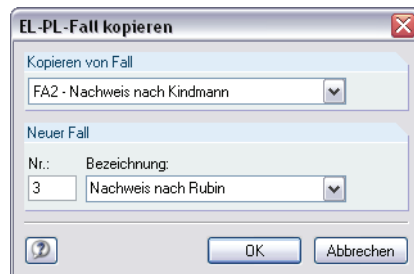 EL-PL-Fall kopieren
Kopieren von Fall
FA2 - Nachweis nach Kindmann
Neuer Fall
Nr.: Bezeichnung:
3 Nachweis nach Rubin
OK Abbrechen